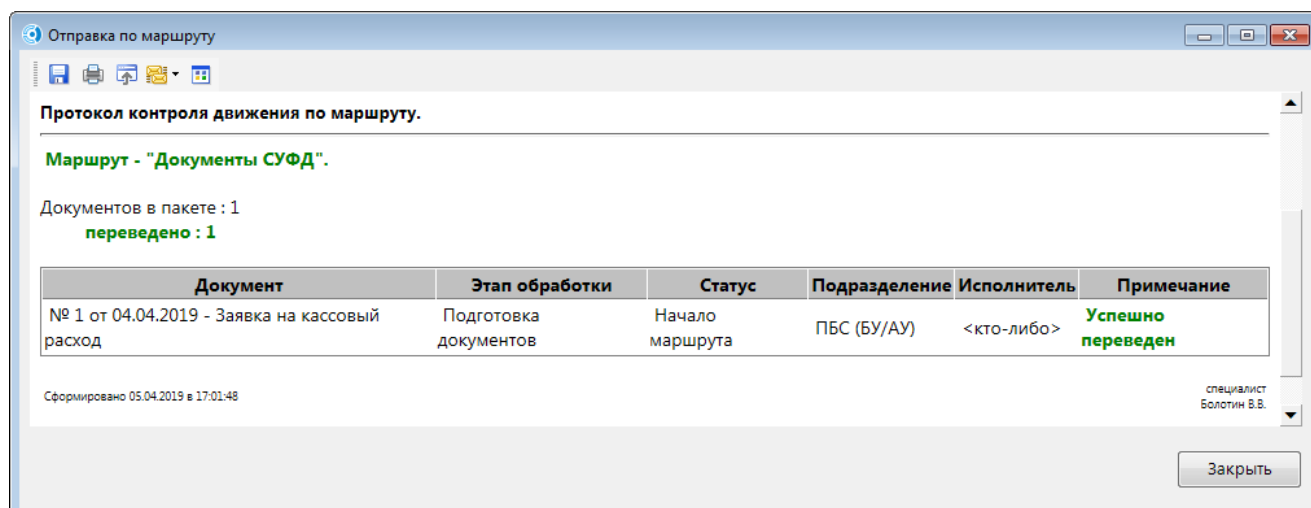 Отправка по маршруту
Протокол контроля движения по маршруту.
Маршрут - "Документы СУФД".
Документов в пакете : 1
переведено : 1
Документ Этап обработки Статус Подразделение Исполнитель Примечание
№ 1 от 04.04.2019 - Заявка на кассовый расход Подготовка документов Начало маршрута ПБС (БУ/АУ) <кто-либо> Успешно переведен
Сформировано 05.04.2019 в 17:01:48
специалист
Болотин В.В.
Закрыть